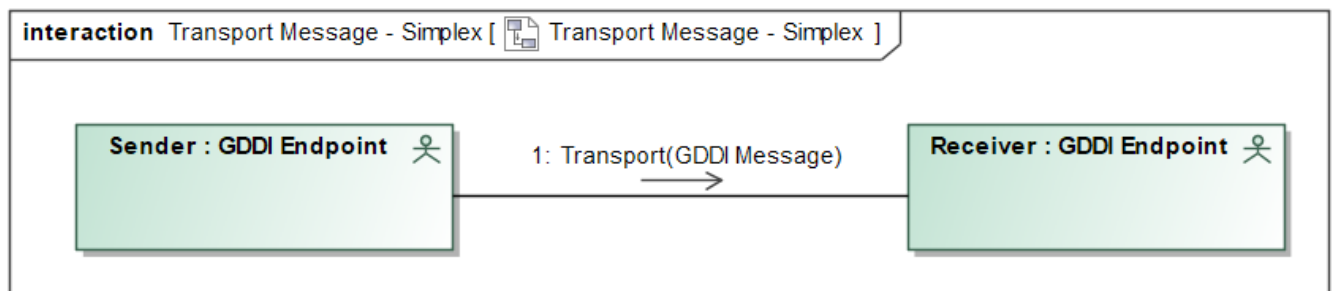 interaction Transport Message - Simplex [ Transport Message - Simplex ]
Sender : GDDI Endpoint
1: Transport(GDDI Message)
Receiver : GDDI Endpoint